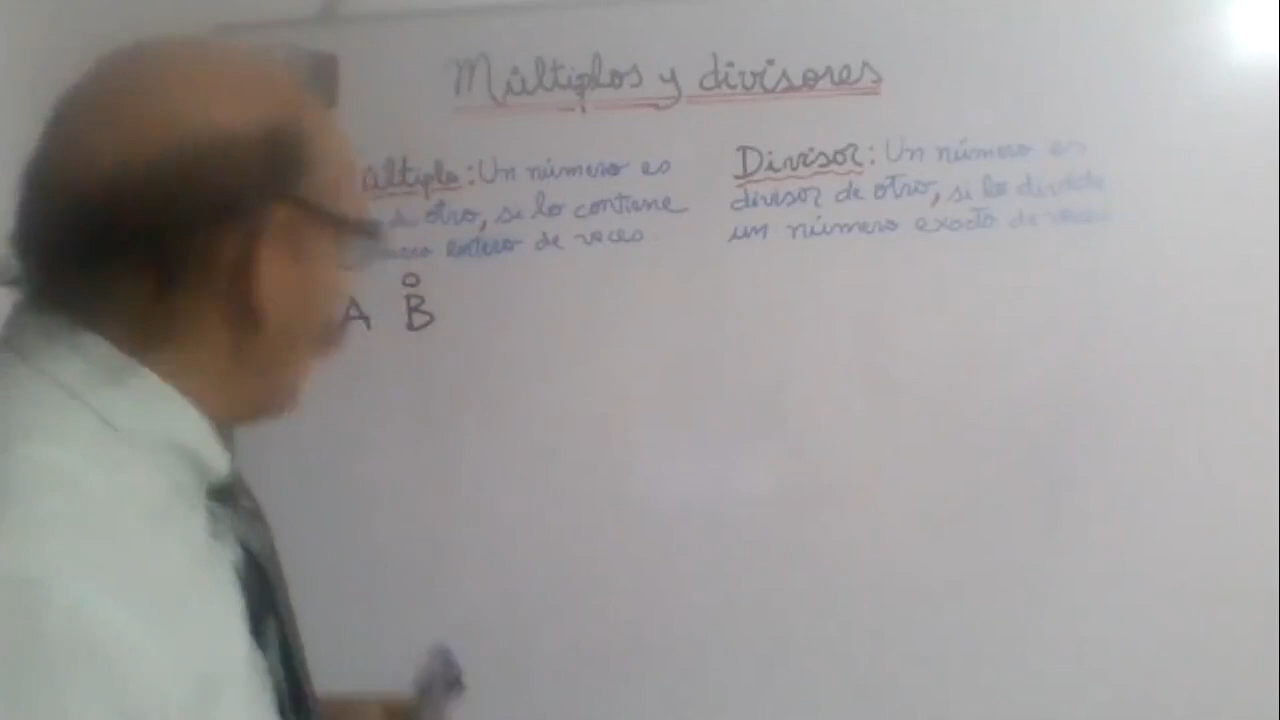 Múltiplos y divisores
últiplo: Un número es
de otro, si lo contiene
entero de veces
A B
Divisor: Un número es
divisor de otro, si lo divide
un número exacto de veces